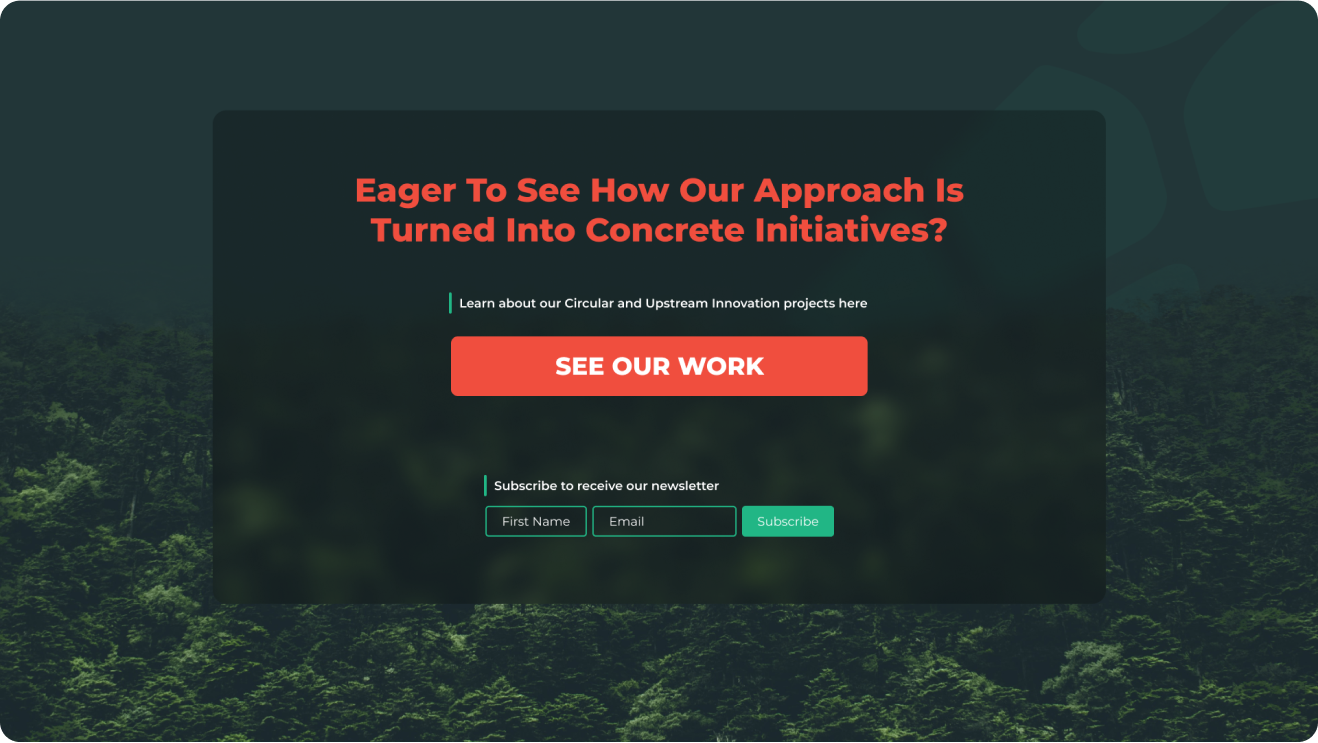 Eager To See How Our Approach Is
Turned Into Concrete Initiatives?
Learn about our Circular and Upstream Innovation projects here
SEE OUR WORK
Subscribe to receive our newsletter
First Name Email Subscribe